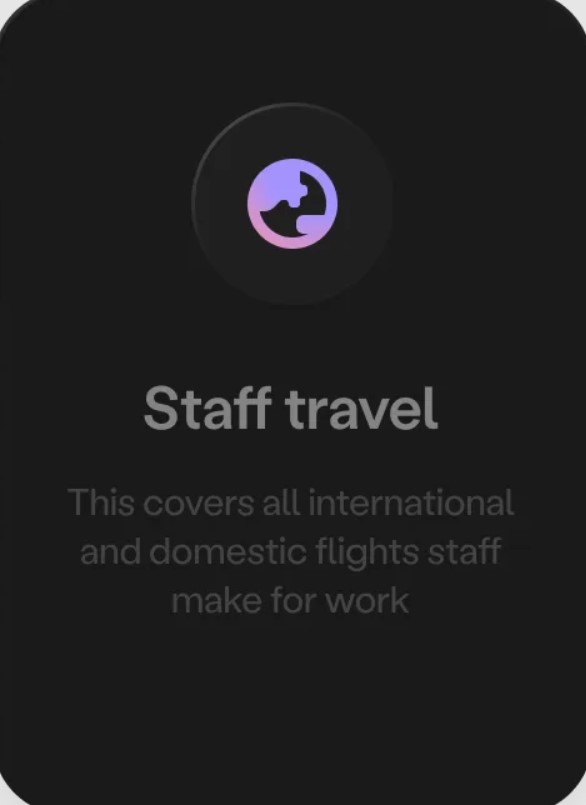 Staff travel
This covers all international
and domestic flights staff
make for work